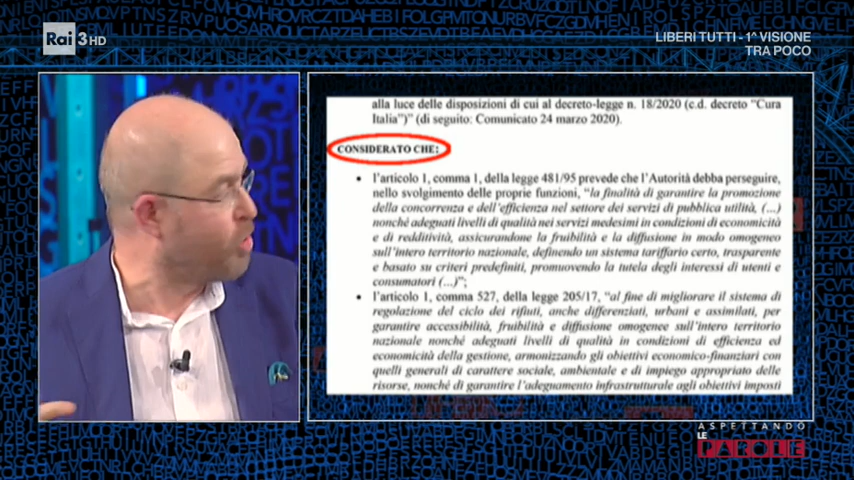 Rai 3HD
LIBERI TUTTI - 1^ VISIONE
TRA POCO
alla luce delle disposizioni di cui al decreto-legge n. 18/2020 (c.d. decreto "Cura
Italia")" (di seguito: Comunicato 24 marzo 2020).
CONSIDERATO CHE:
• l'articolo 1, comma 1, della legge 481/95 prevede che l'Autorità debba perseguire,
nello svolgimento delle proprie funzioni, "la finalità di garantire la promozione
della concorrenza e dell'efficienza nel settore dei servizi di pubblica utilità, (...)
nonché adeguati livelli di qualità nei servizi medesimi in condizioni di economicità
e di redditività, assicurandone la fruibilità e la diffusione in modo omogeneo
sull'intero territorio nazionale, definendo un sistema tariffario certo, trasparente
e basato su criteri predefiniti, promuovendo la tutela degli interessi di utenti e
consumatori (...)";
• l'articolo 1, comma 527, della legge 205/17, "al fine di migliorare il sistema di
regolazione del ciclo dei rifiuti, anche differenziati, urbani e assimilati, per
garantire accessibilità, fruibilità e diffusione omogenee sull'intero territorio
nazionale nonché adeguati livelli di qualità in condizioni di efficienza ed
economicità della gestione, armonizzando gli obiettivi economico-finanziari con
quelli generali di carattere sociale, ambientale e di impiego appropriato delle
risorse, nonché di garantire l'adeguamento infrastrutturale agli obiettivi imposti
ASPETTANDO
LE
PAROLE